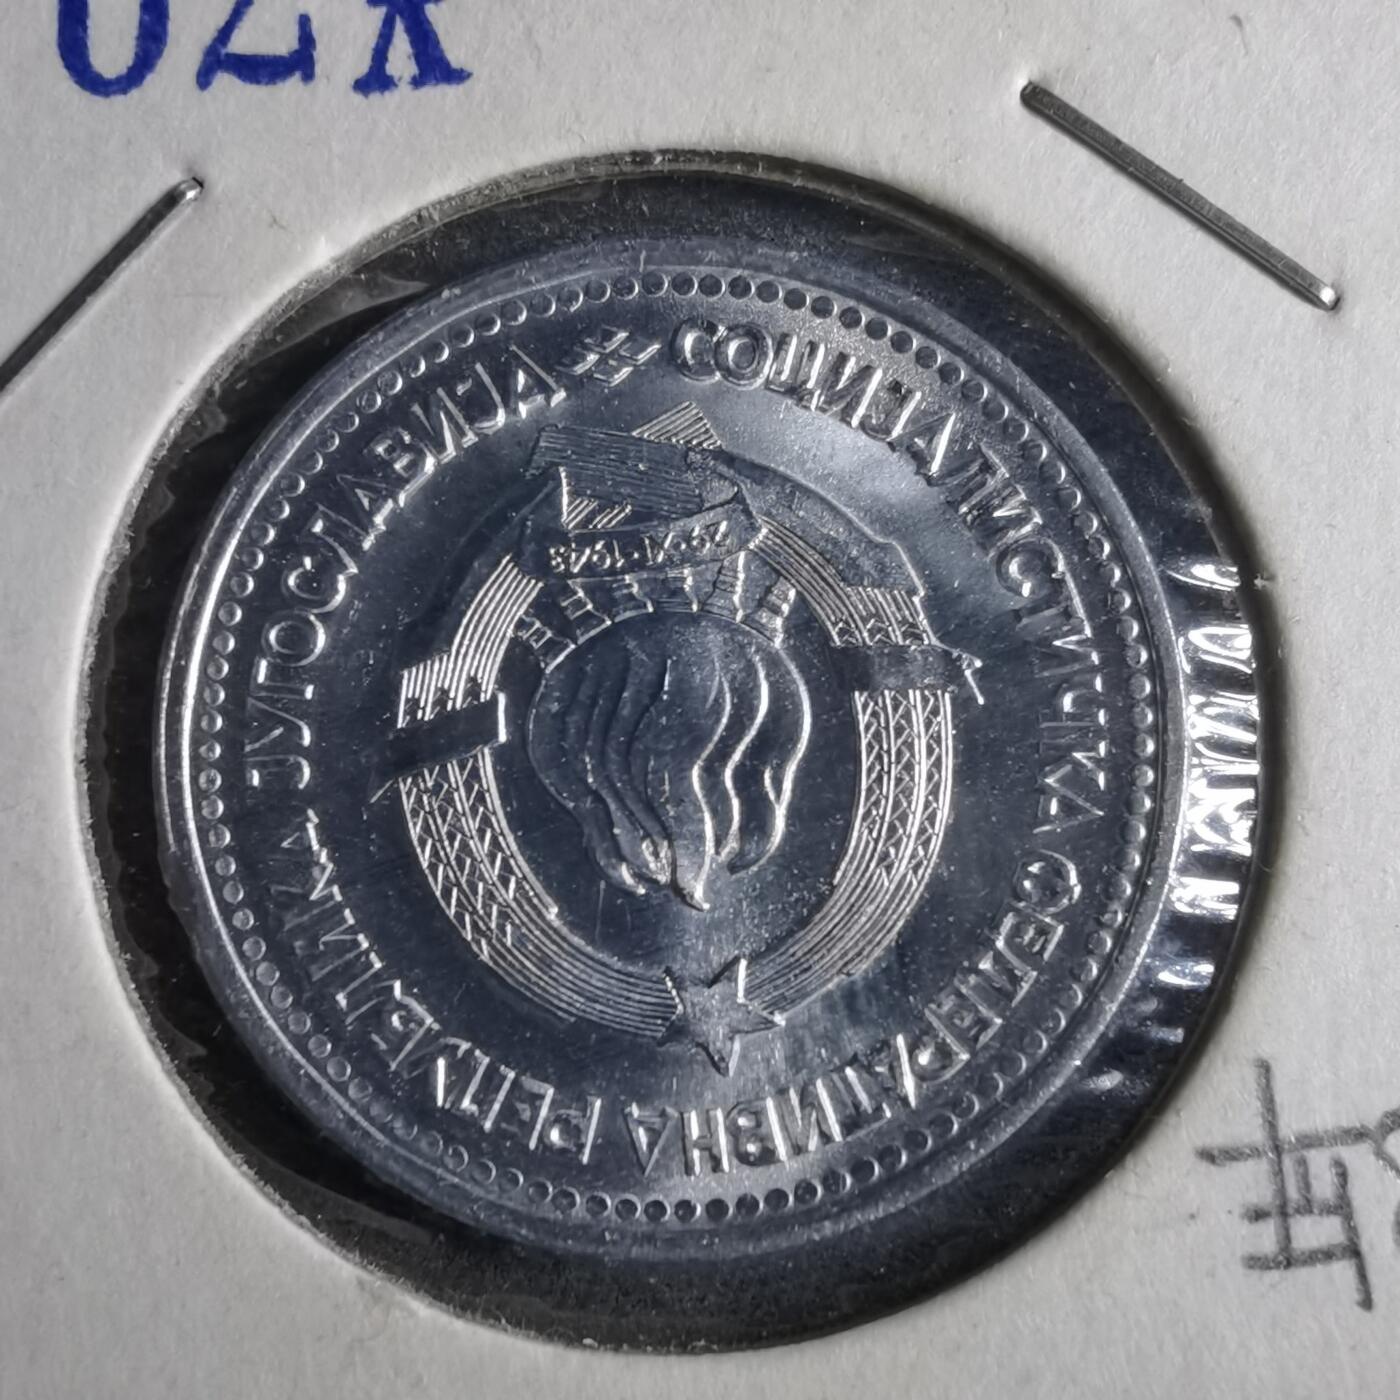 СОЦИЈАЛИСТИЧКА ФЕДЕРАТИВНА РЕПУБЛИКА ЈУГОСЛАВИЈА
29·XI·1943